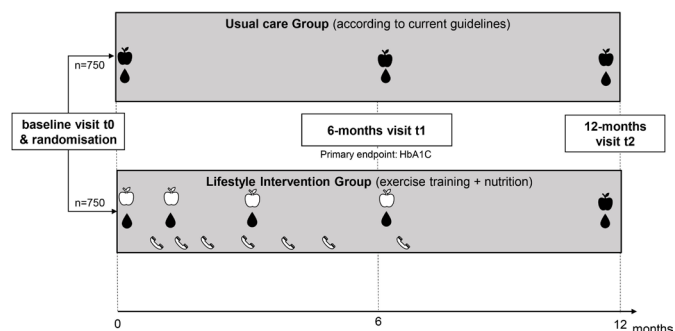 Usual care Group (according to current guidelines)
n=750
baseline visit t0
& randomisation
6-months visit t1
Primary endpoint: HbA1C
12-months
visit t2
Lifestyle Intervention Group (exercise training + nutrition)
n=750
0
6
12
months